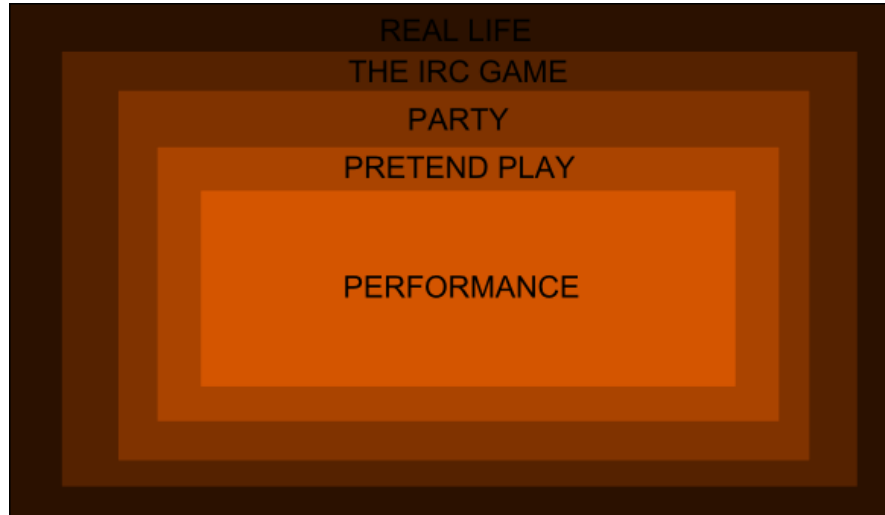 REAL LIFE
THE IRC GAME
PARTY
PRETEND PLAY
PERFORMANCE